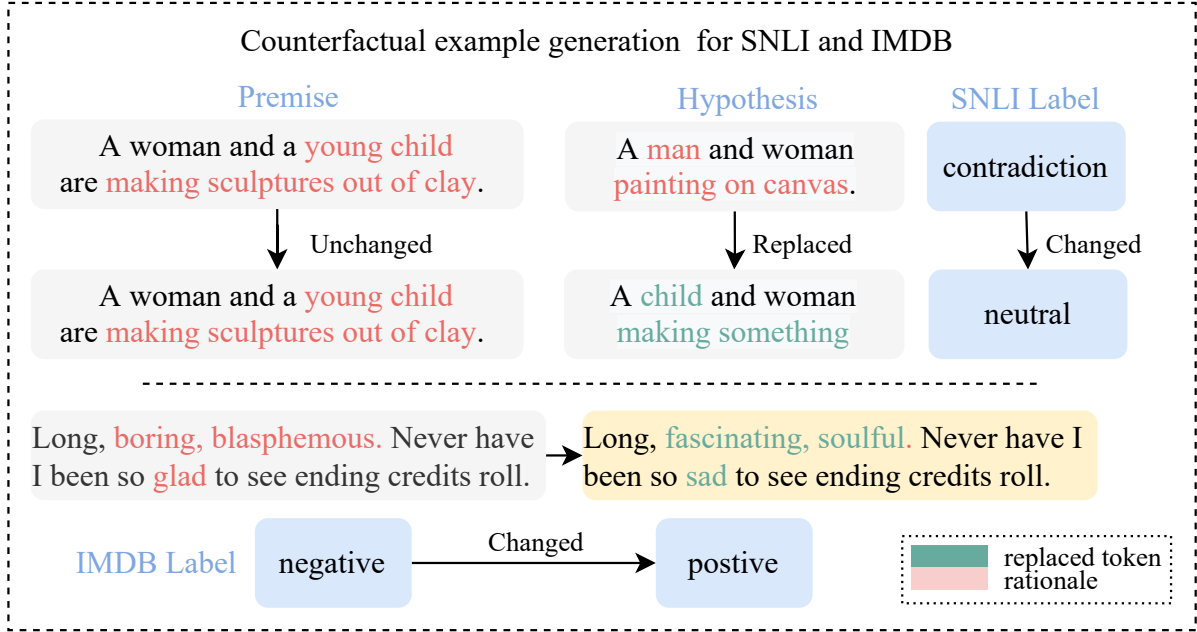 Counterfactual example generation for SNLI and IMDB
Premise
Hypothesis
SNLI Label
A woman and a young child
are making sculptures out of clay.
A man and woman
painting on canvas.
contradiction
Unchanged
Replaced
Changed
A woman and a young child
are making sculptures out of clay.
A child and woman
making something
neutral
Long, boring, blasphemous. Never have
I been so glad to see ending credits roll.
Long, fascinating, soulful. Never have I
been so sad to see ending credits roll.
IMDB Label
negative
Changed
postive
replaced token
rationale